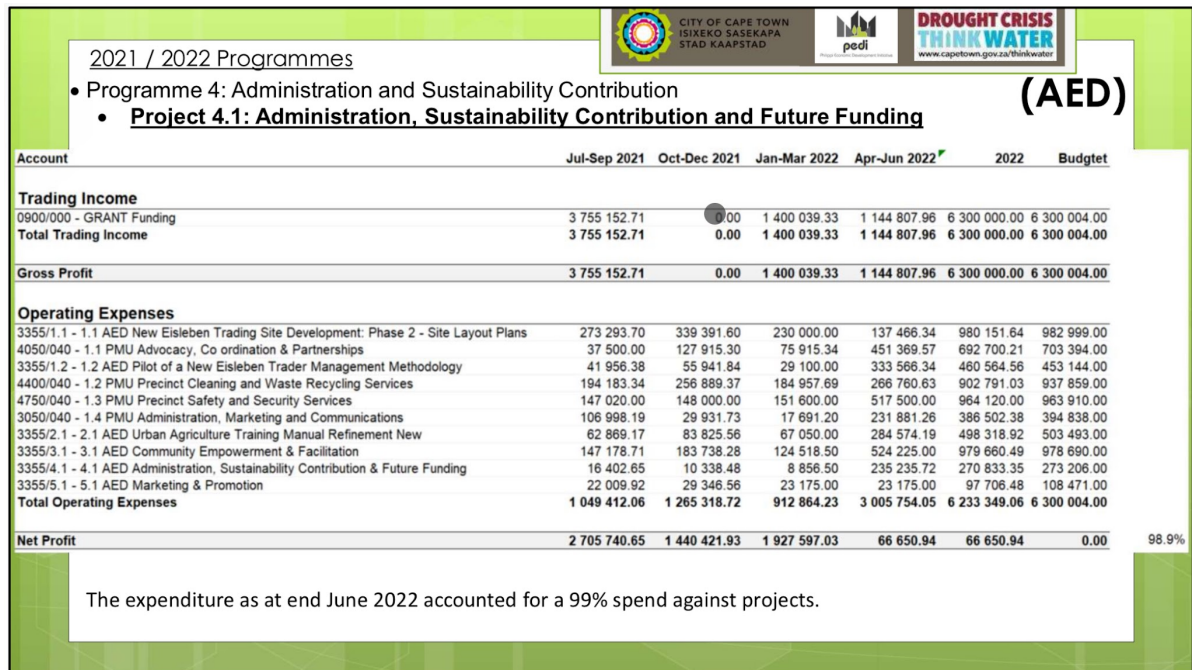 CITY OF CAPE TOWN
ISIXEKO SASEKAPA
STAD KAAPSTAD
pedi
DROUGHT CRISIS
THINK WATER
www.capetown.gov.za/thinkwater
2021 / 2022 Programmes
• Programme 4: Administration and Sustainability Contribution
(AED)
• Project 4.1: Administration, Sustainability Contribution and Future Funding
Account Jul-Sep 2021 Oct-Dec 2021 Jan-Mar 2022 Apr-Jun 2022 2022 Budgtet
Trading Income
0900/000 - GRANT Funding 3 755 152.71 0.00 1 400 039.33 1 144 807.96 6 300 000.00 6 300 004.00
Total Trading Income 3 755 152.71 0.00 1 400 039.33 1 144 807.96 6 300 000.00 6 300 004.00
Gross Profit 3 755 152.71 0.00 1 400 039.33 1 144 807.96 6 300 000.00 6 300 004.00
Operating Expenses
3355/1.1 - 1.1 AED New Eisleben Trading Site Development: Phase 2 - Site Layout Plans 273 293.70 339 391.60 230 000.00 137 466.34 980 151.64 982 999.00
4050/040 - 1.1 PMU Advocacy, Co ordination & Partnerships 37 500.00 127 915.30 75 915.34 451 369.57 692 700.21 703 394.00
3355/1.2 - 1.2 AED Pilot of a New Eisleben Trader Management Methodology 41 956.38 55 941.84 29 100.00 333 566.34 460 564.56 453 144.00
4400/040 - 1.2 PMU Precinct Cleaning and Waste Recycling Services 194 183.34 256 889.37 184 957.69 266 760.63 902 791.03 937 859.00
4750/040 - 1.3 PMU Precinct Safety and Security Services 147 020.00 148 000.00 151 600.00 517 500.00 964 120.00 963 910.00
3050/040 - 1.4 PMU Administration, Marketing and Communications 106 998.19 29 931.73 17 691.20 231 881.26 386 502.38 394 838.00
3355/2.1 - 2.1 AED Urban Agriculture Training Manual Refinement New 62 869.17 83 825.56 67 050.00 284 574.19 498 318.92 503 493.00
3355/3.1 - 3.1 AED Community Empowerment & Facilitation 147 178.71 183 738.28 124 518.50 524 225.00 979 660.49 978 690.00
3355/4.1 - 4.1 AED Administration, Sustainability Contribution & Future Funding 16 402.65 10 338.48 8 856.50 235 235.72 270 833.35 273 206.00
3355/5.1 - 5.1 AED Marketing & Promotion 22 009.92 29 346.56 23 175.00 23 175.00 97 706.48 108 471.00
Total Operating Expenses 1 049 412.06 1 265 318.72 912 864.23 3 005 754.05 6 233 349.06 6 300 004.00
Net Profit 2 705 740.65 1 440 421.93 1 927 597.03 66 650.94 66 650.94 0.00 98.9%
The expenditure as at end June 2022 accounted for a 99% spend against projects.